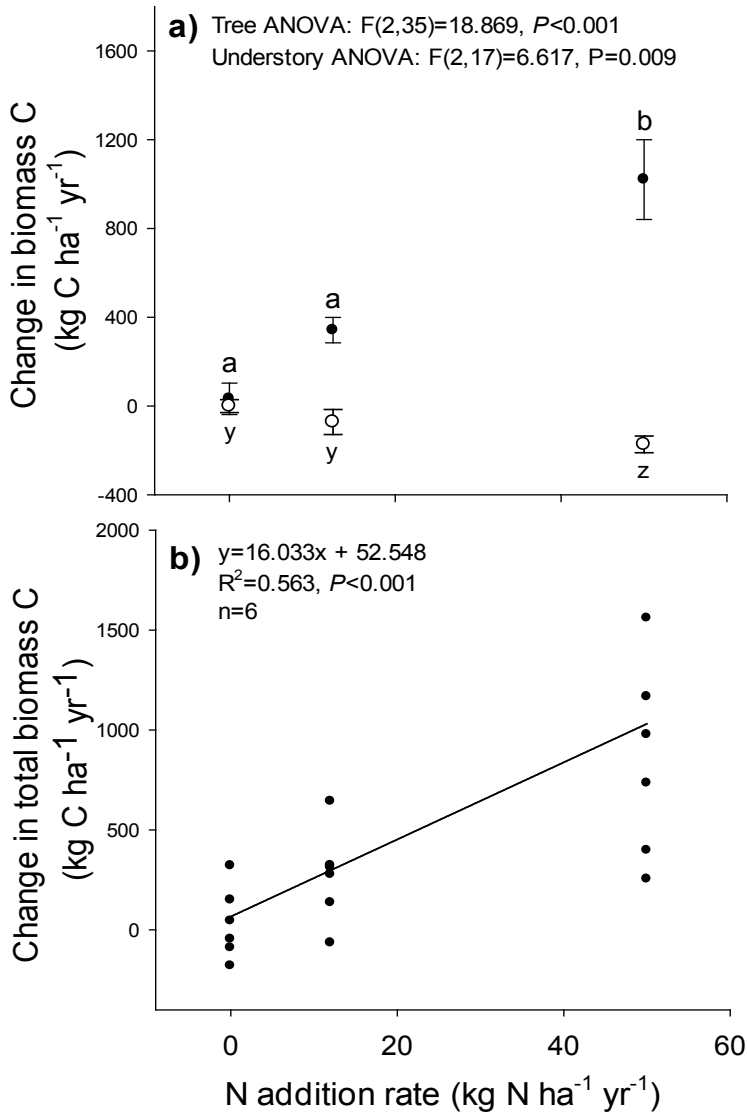 a) Tree ANOVA: F(2,35)=18.869, P<0.001
Understory ANOVA: F(2,17)=6.617, P=0.009
Change in biomass C
(kg C ha⁻¹ yr⁻¹)
1600
1200
800
400
0
-400
a
a
b
y
y
z
b) y=16.033x + 52.548
R²=0.563, P<0.001
n=6
Change in total biomass C
(kg C ha⁻¹ yr⁻¹)
2000
1500
1000
500
0
0 20 40 60
N addition rate (kg N ha⁻¹ yr⁻¹)